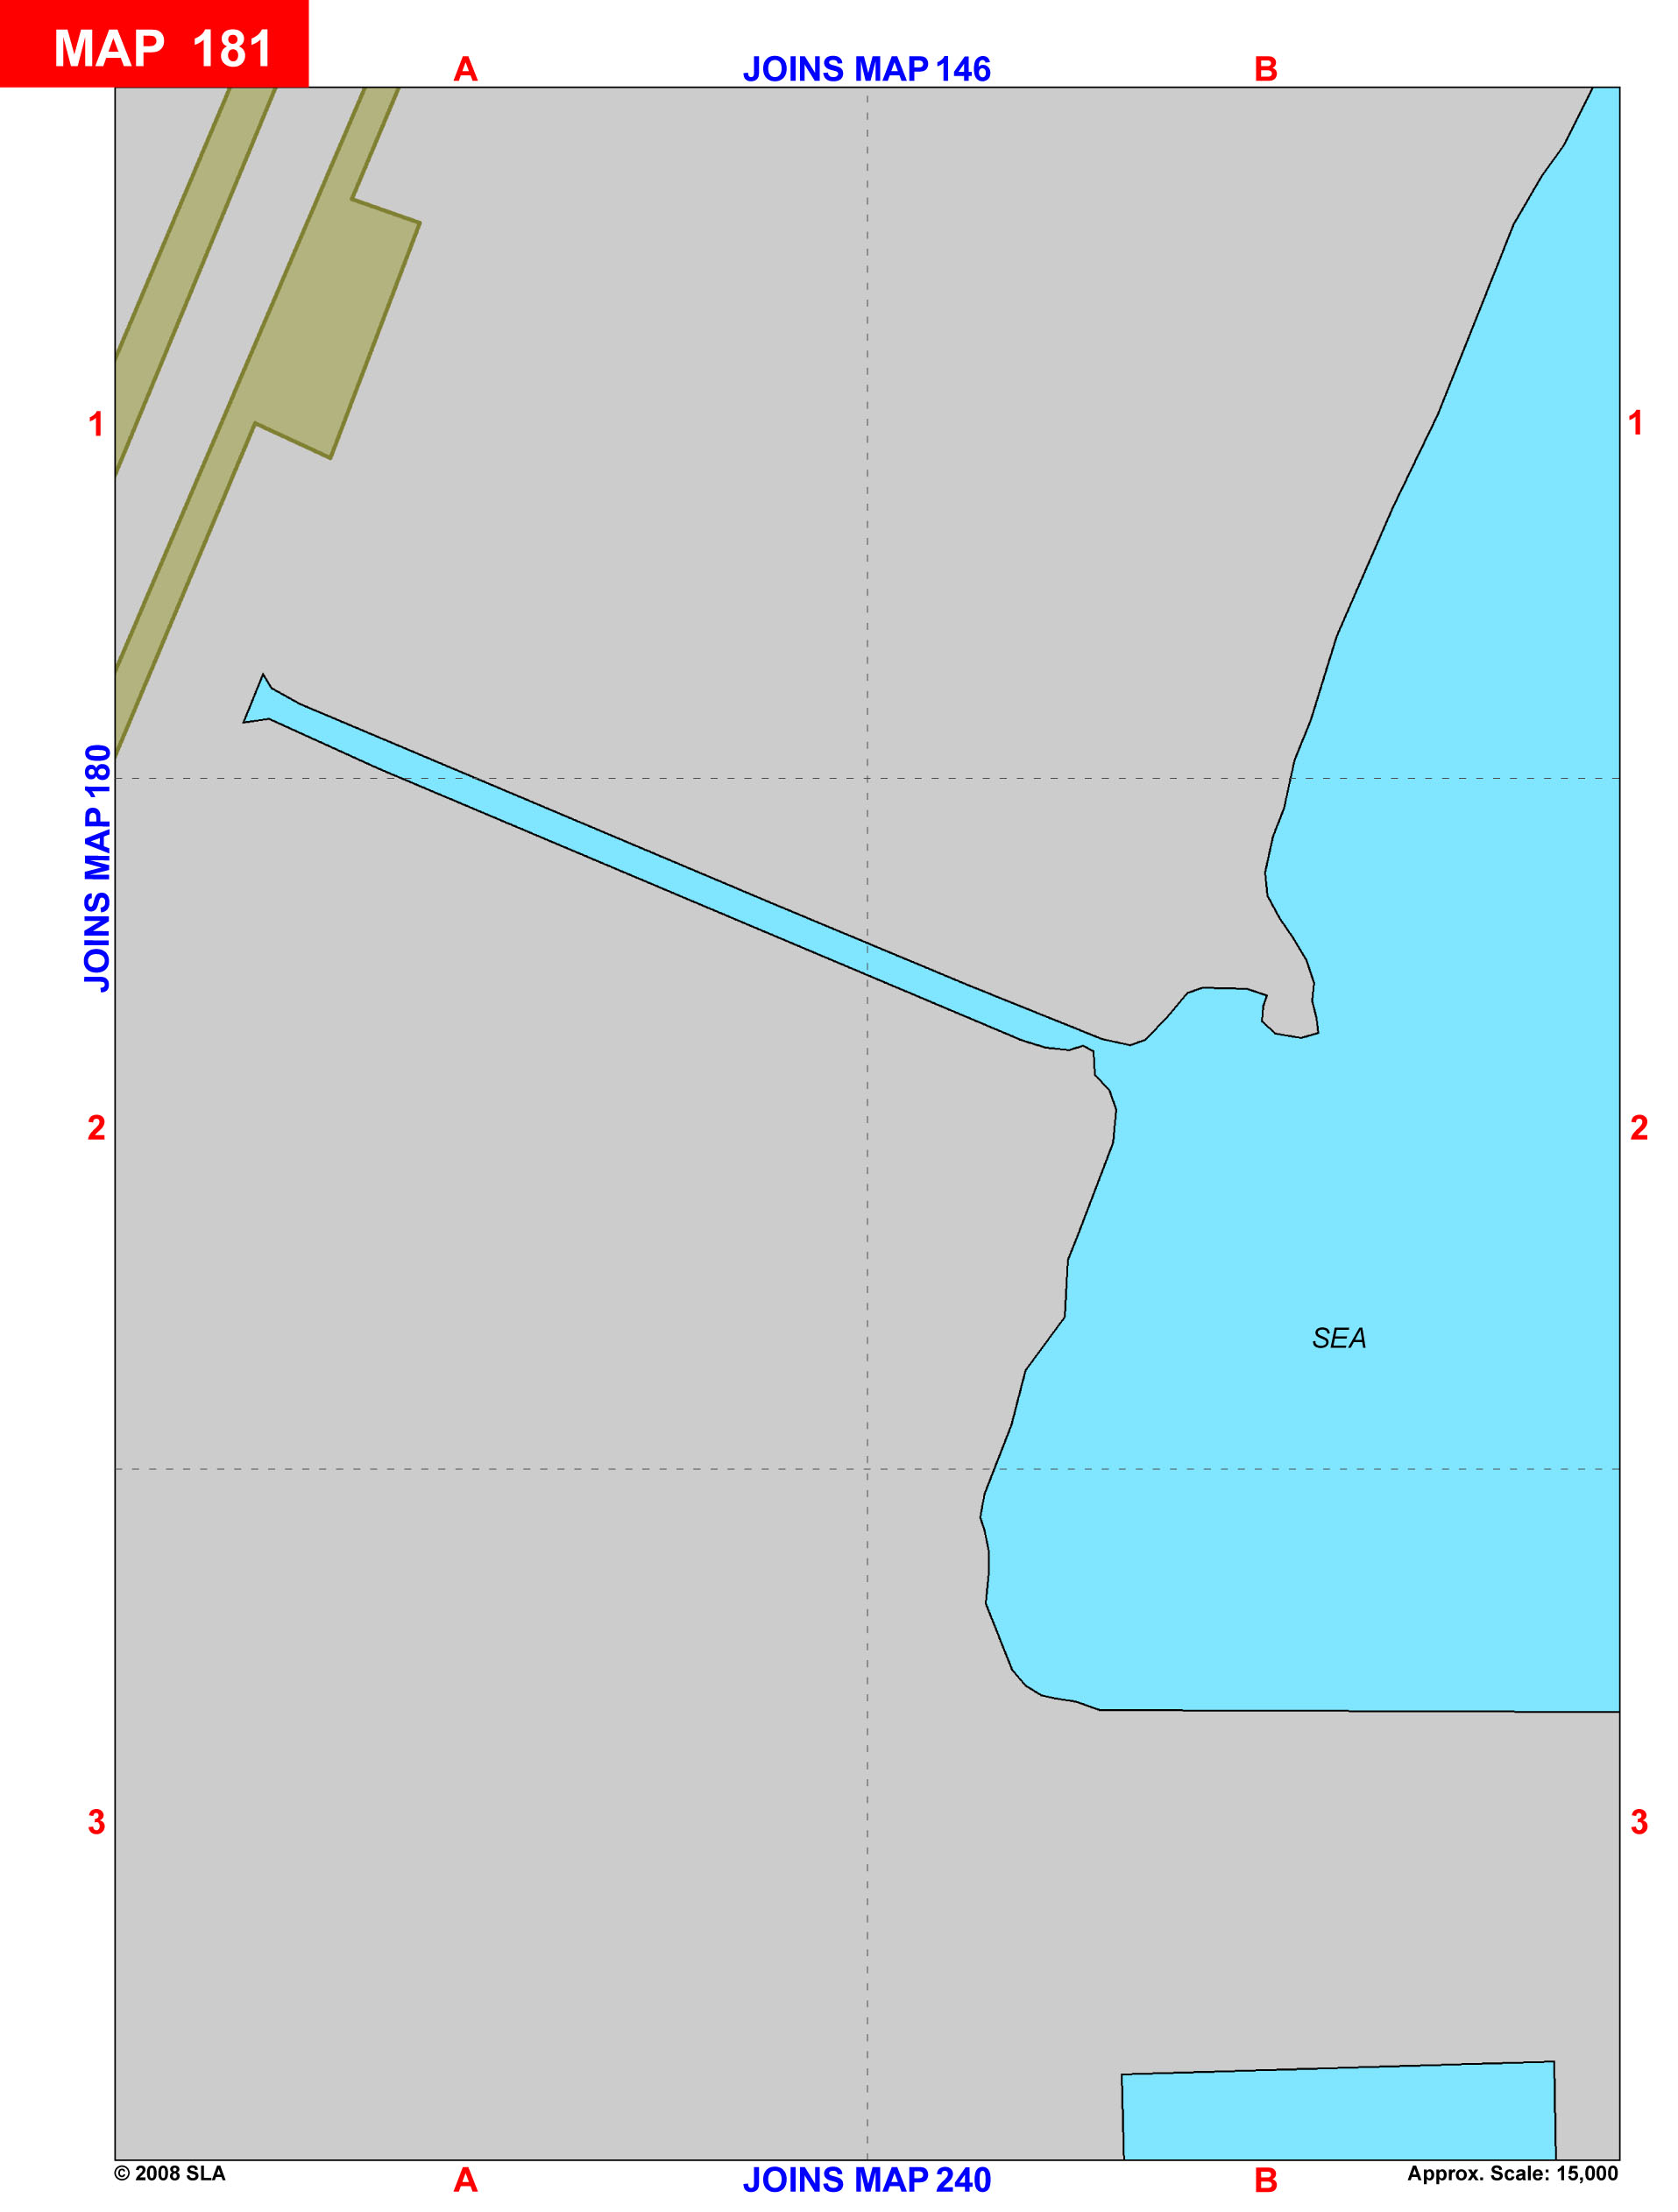 MAP 181
A JOINS MAP 146 B
1 1
JOINS MAP 180
2 2
SEA
3 3
© 2008 SLA A JOINS MAP 240 B Approx. Scale: 15,000